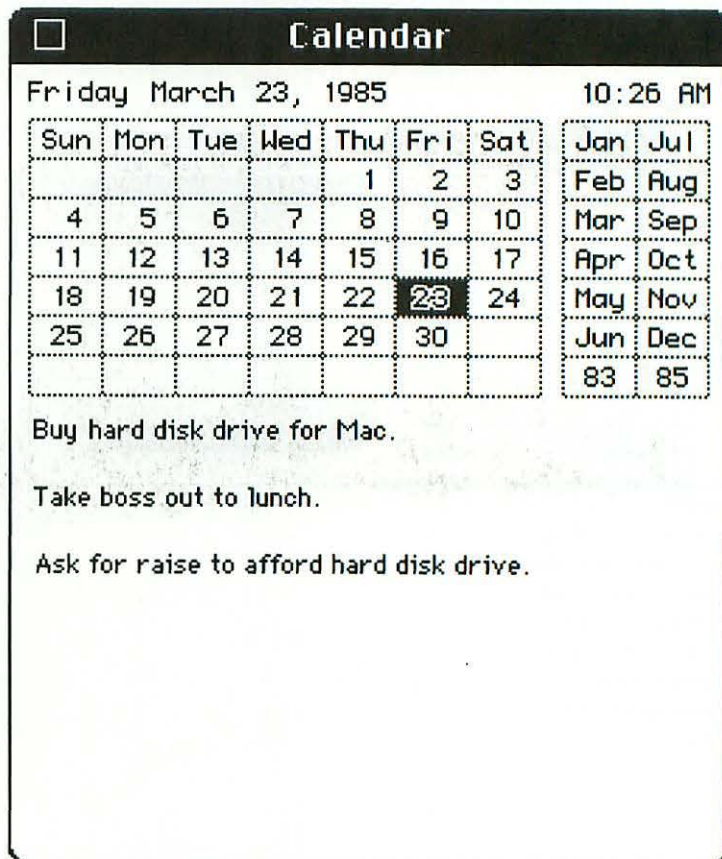 Calendar
Friday March 23, 1985 10:26 AM
Sun Mon Tue Wed Thu Fri Sat Jan Jul
1 2 3 Feb Aug
4 5 6 7 8 9 10 Mar Sep
11 12 13 14 15 16 17 Apr Oct
18 19 20 21 22 23 24 May Nov
25 26 27 28 29 30 Jun Dec
83 85
Buy hard disk drive for Mac.
Take boss out to lunch.
Ask for raise to afford hard disk drive.